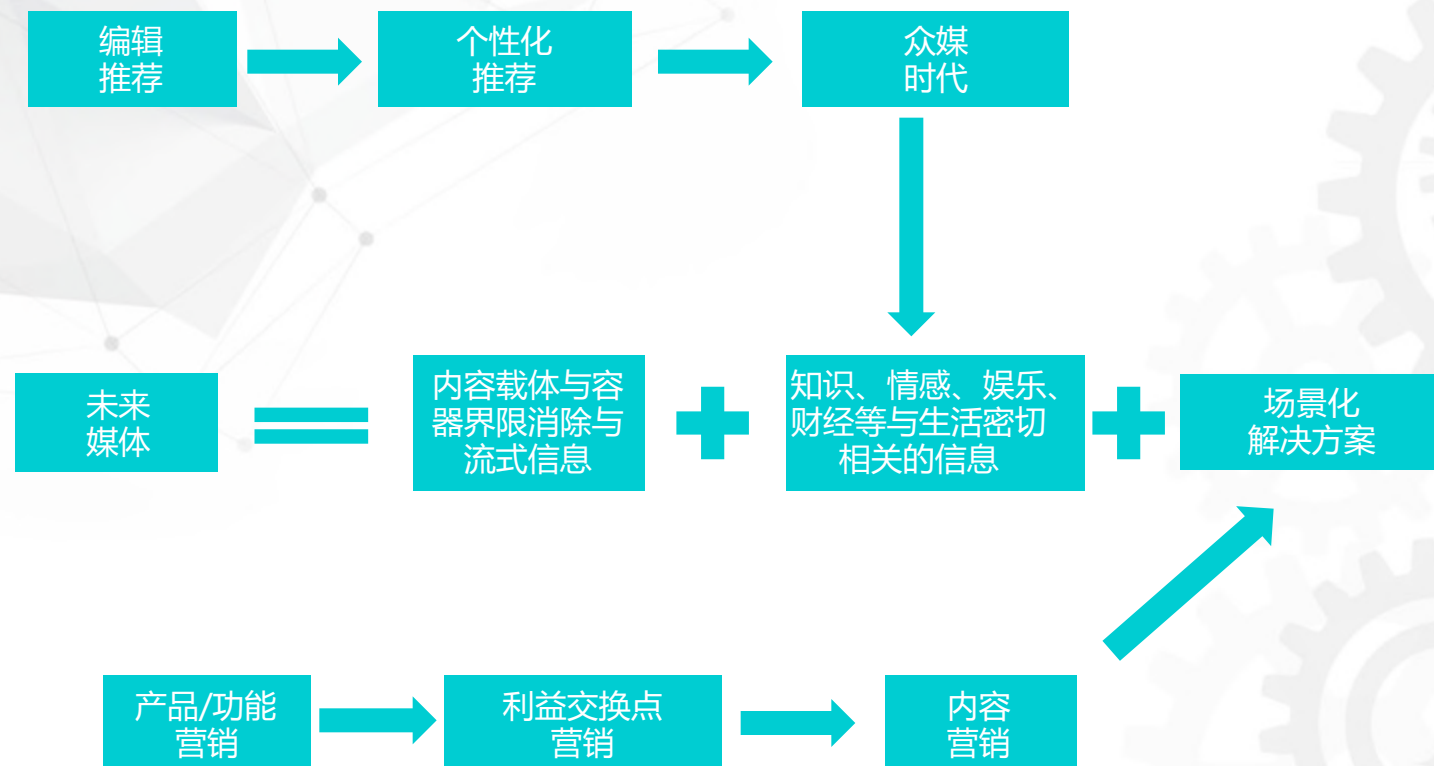 编辑
推荐
个性化
推荐
众媒
时代
未来
媒体
内容载体与容
器界限消除与
流式信息
知识、情感、娱乐、
财经等与生活密切
相关的信息
场景化
解决方案
产品/功能
营销
利益交换点
营销
内容
营销